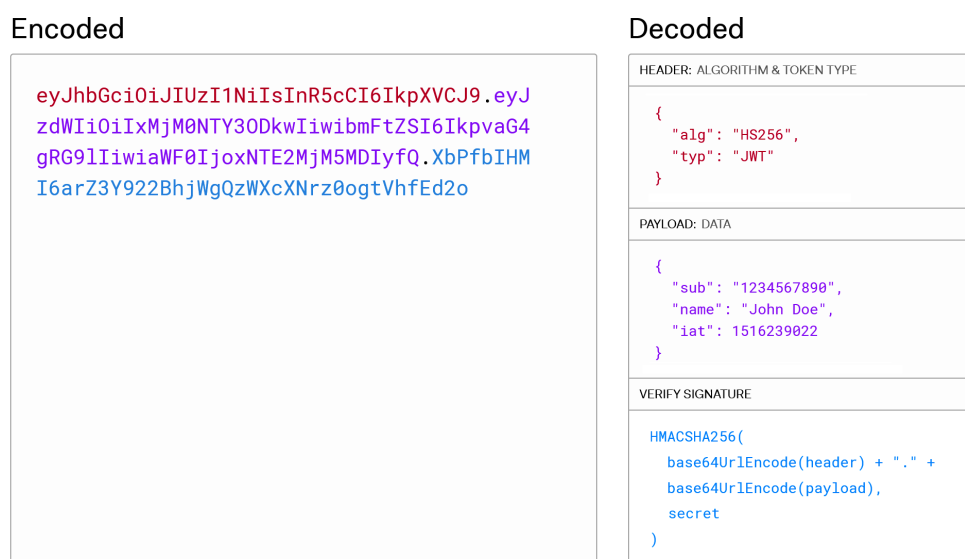 Encoded
eyJhbGciOiJIUzI1NiIsInR5cCI6IkpXVCJ9.eyJ
zdWIiOiIxMjM0NTY3ODkwIiwibmFtZSI6IkpvaG4
gRG9lIiwiaWF0IjoxNTE2MjM5MDIyfQ.XbPfbIHM
I6arZ3Y922BhjWgQzWXcXNrz0ogtVhfEd2o
Decoded
HEADER: ALGORITHM & TOKEN TYPE
{
  "alg": "HS256",
  "typ": "JWT"
}
PAYLOAD: DATA
{
  "sub": "1234567890",
  "name": "John Doe",
  "iat": 1516239022
}
VERIFY SIGNATURE
HMACSHA256(
  base64UrlEncode(header) + "." +
  base64UrlEncode(payload),
  secret
)